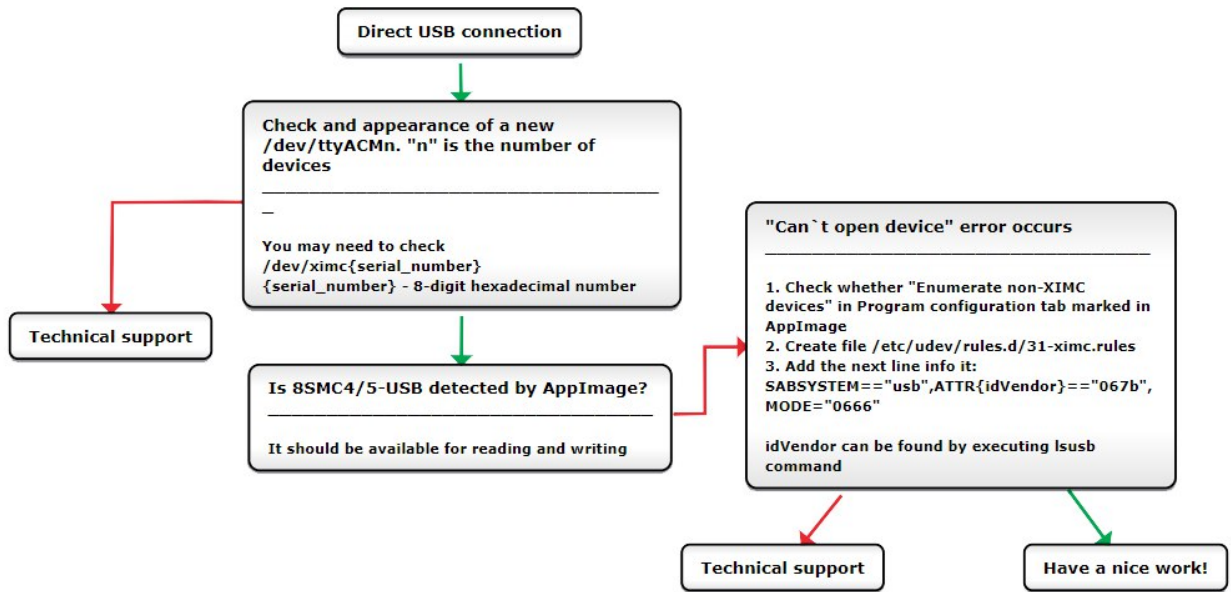 Direct USB connection
Check and appearance of a new
/dev/ttyACMn. "n" is the number of
devices
You may need to check
/dev/ximc{serial_number}
{serial_number} - 8-digit hexadecimal number
Technical support
Is 8SMC4/5-USB detected by AppImage?
It should be available for reading and writing
"Can`t open device" error occurs
1. Check whether "Enumerate non-XIMC
devices" in Program configuration tab marked in
AppImage
2. Create file /etc/udev/rules.d/31-ximc.rules
3. Add the next line info it:
SABSYSTEM=="usb",ATTR{idVendor}=="067b",
MODE="0666"
idVendor can be found by executing lsusb
command
Technical support
Have a nice work!